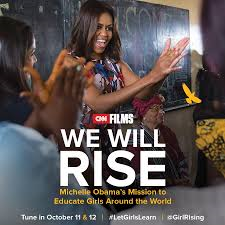 CNN FILMS
WE WILL
RISE
Michelle Obama's Mission to
Educate Girls Around the World
Tune in October 11 & 12 | #LetGirlsLearn | @GirlRising